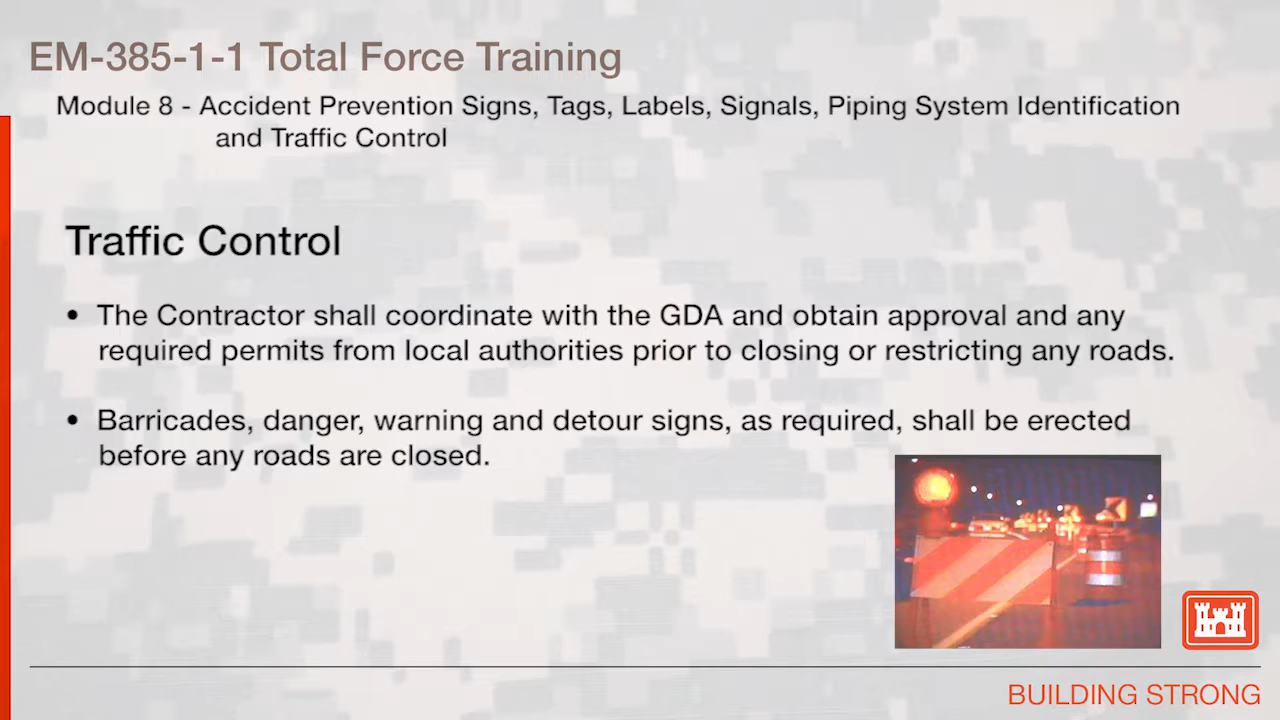 EM-385-1-1 Total Force Training
Module 8 - Accident Prevention Signs, Tags, Labels, Signals, Piping System Identification
and Traffic Control
Traffic Control
• The Contractor shall coordinate with the GDA and obtain approval and any
required permits from local authorities prior to closing or restricting any roads.
• Barricades, danger, warning and detour signs, as required, shall be erected
before any roads are closed.
BUILDING STRONG